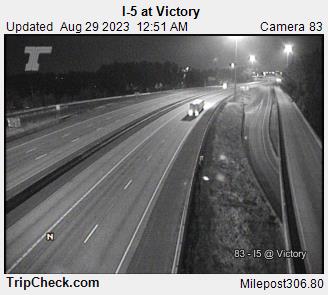 I-5 at Victory
Updated Aug 29 2023 12:51 AM Camera 83
T
N
83 - I5 @ Victory
TripCheck.com Milepost306.80